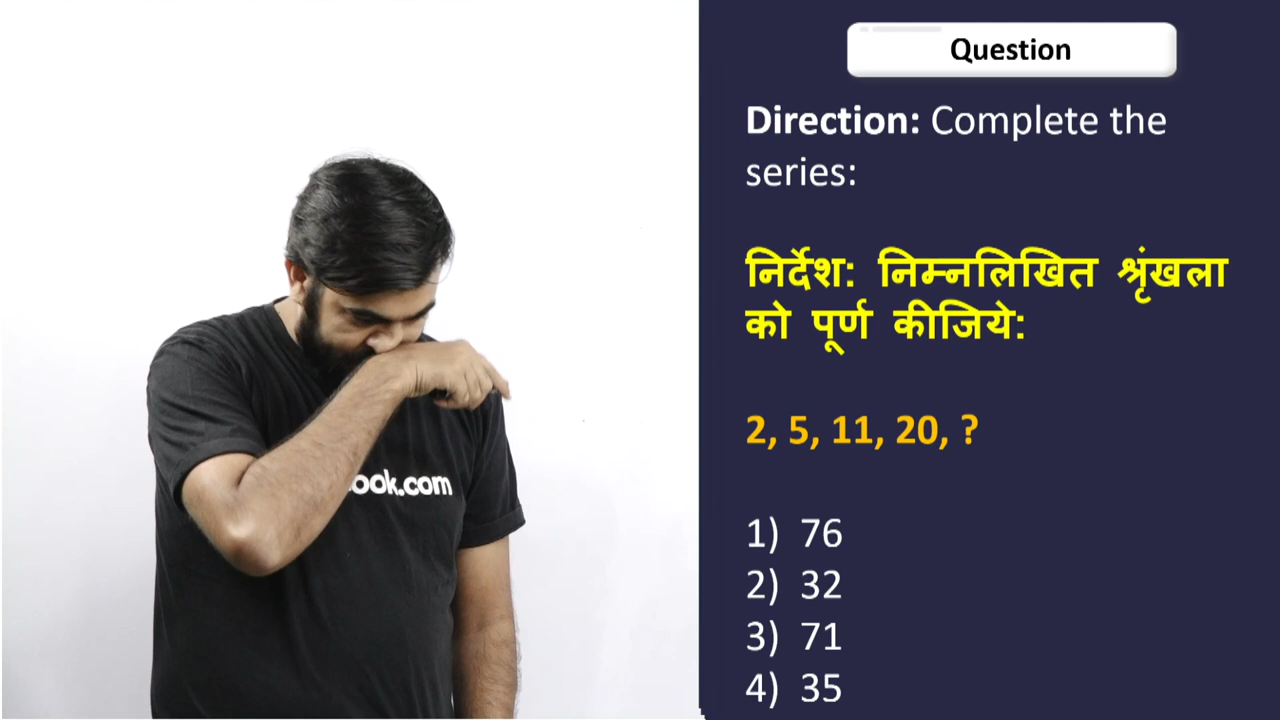 Question
Direction: Complete the
series:
निर्देश: निम्नलिखित श्रृंखला
को पूर्ण कीजिये:
2, 5, 11, 20, ?
1) 76
2) 32
3) 71
4) 35
ook.com